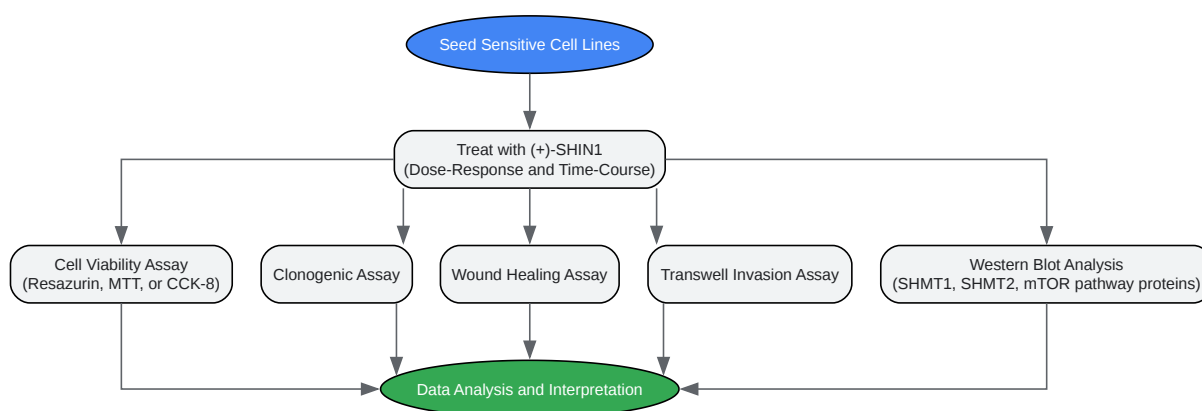 Seed Sensitive Cell Lines
Treat with (+)-SHIN1
(Dose-Response and Time-Course)
Cell Viability Assay
(Resazurin, MTT, or CCK-8)
Clonogenic Assay
Wound Healing Assay
Transwell Invasion Assay
Western Blot Analysis
(SHMT1, SHMT2, mTOR pathway proteins)
Data Analysis and Interpretation